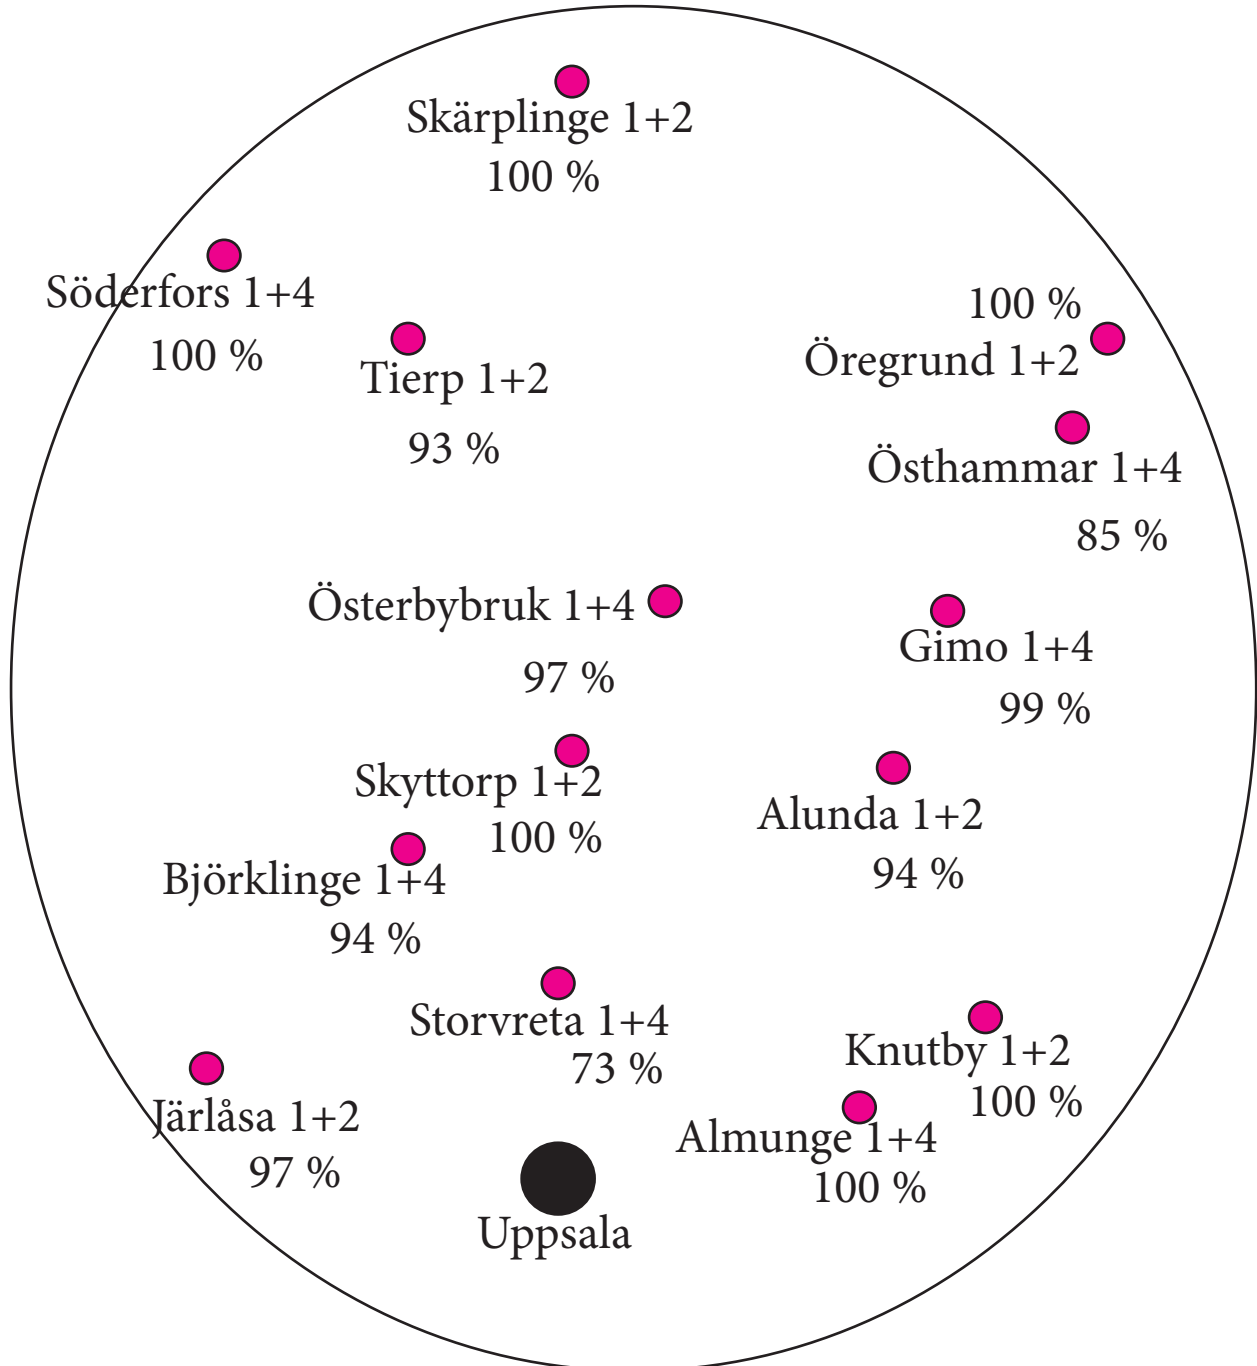 Skärplinge 1+2
100 %
Söderfors 1+4
100 %
Tierp 1+2
93 %
100 %
Öregrund 1+2
Östhammar 1+4
85 %
Österbybruk 1+4
97 %
Gimo 1+4
99 %
Skyttorp 1+2
100 %
Alunda 1+2
94 %
Björklinge 1+4
94 %
Storvreta 1+4
73 %
Knutby 1+2
100 %
Järlåsa 1+2
97 %
Almunge 1+4
100 %
Uppsala